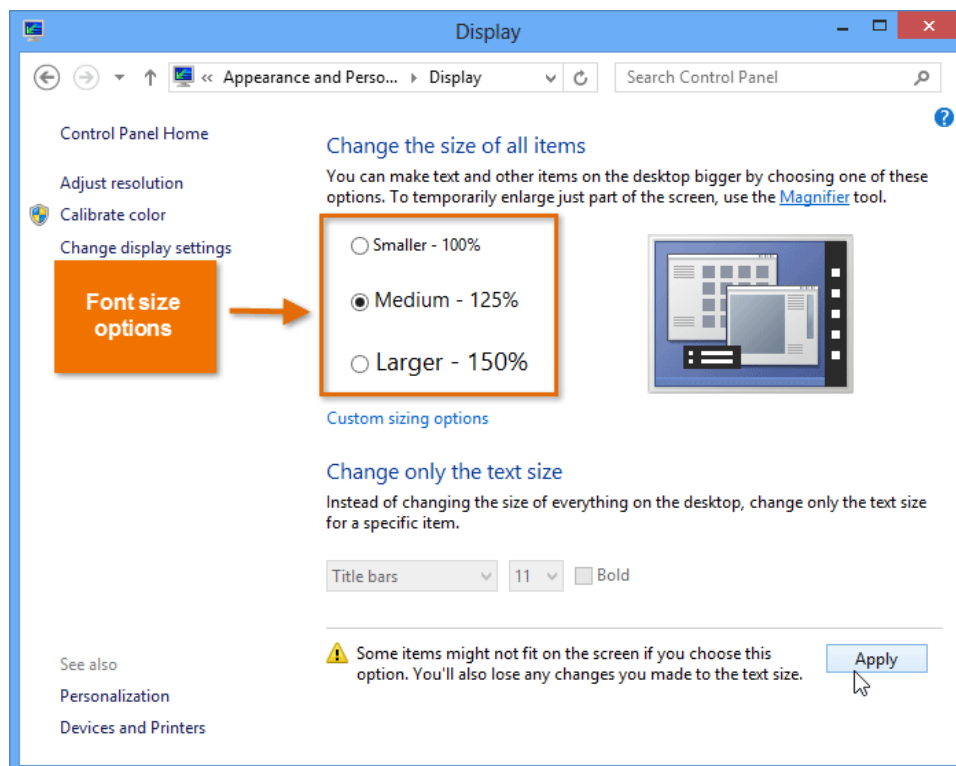 Display
« Appearance and Perso... Display
Search Control Panel
Control Panel Home
Adjust resolution
Calibrate color
Change display settings
Font size
options
Change the size of all items
You can make text and other items on the desktop bigger by choosing one of these
options. To temporarily enlarge just part of the screen, use the Magnifier tool.
Smaller - 100%
Medium - 125%
Larger - 150%
Custom sizing options
Change only the text size
Instead of changing the size of everything on the desktop, change only the text size
for a specific item.
Title bars 11 Bold
Some items might not fit on the screen if you choose this
option. You'll also lose any changes you made to the text size.
Apply
See also
Personalization
Devices and Printers